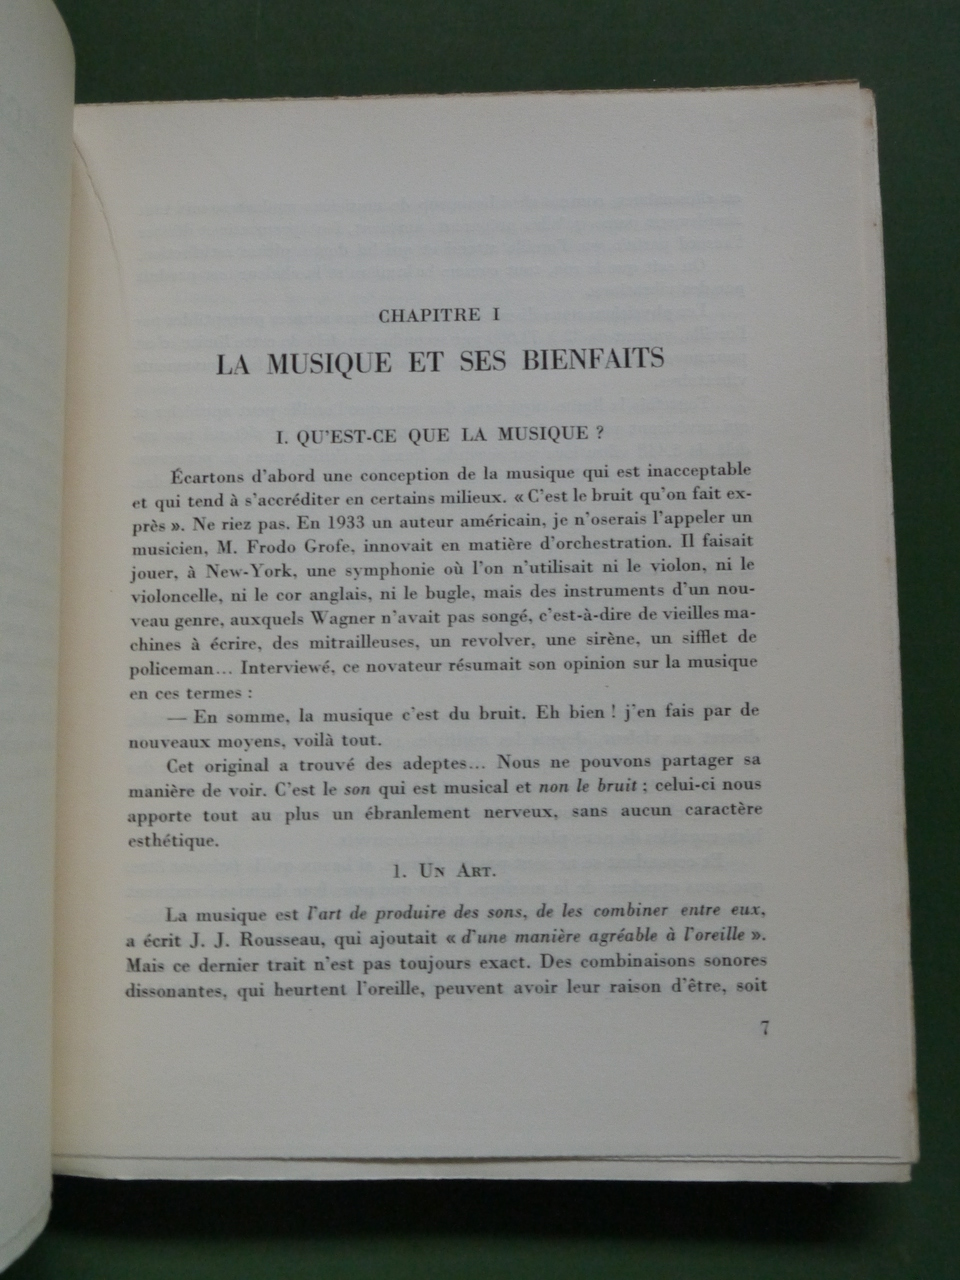 CHAPITRE I
LA MUSIQUE ET SES BIENFAITS
I. QU'EST-CE QUE LA MUSIQUE ?
Écartons d'abord une conception de la musique qui est inacceptable
et qui tend à s'accréditer en certains milieux. « C'est le bruit qu'on fait ex-
près ». Ne riez pas. En 1933 un auteur américain, je n'oserais l'appeler un
musicien, M. Frodo Grofe, innovait en matière d'orchestration. Il faisait
jouer, à New-York, une symphonie où l'on n'utilisait ni le violon, ni le
violoncelle, ni le cor anglais, ni le bugle, mais des instruments d'un nou-
veau genre, auxquels Wagner n'avait pas songé, c'est-à-dire de vieilles ma-
chines à écrire, des mitrailleuses, un revolver, une sirène, un sifflet de
policeman... Interviewé, ce novateur résumait son opinion sur la musique
en ces termes :
— En somme, la musique c'est du bruit. Eh bien ! j'en fais par de
nouveaux moyens, voilà tout.
Cet original a trouvé des adeptes... Nous ne pouvons partager sa
manière de voir. C'est le son qui est musical et non le bruit ; celui-ci nous
apporte tout au plus un ébranlement nerveux, sans aucun caractère
esthétique.
1. UN ART.
La musique est l'art de produire des sons, de les combiner entre eux,
a écrit J. J. Rousseau, qui ajoutait « d'une manière agréable à l'oreille ».
Mais ce dernier trait n'est pas toujours exact. Des combinaisons sonores
dissonantes, qui heurtent l'oreille, peuvent avoir leur raison d'être, soit
7